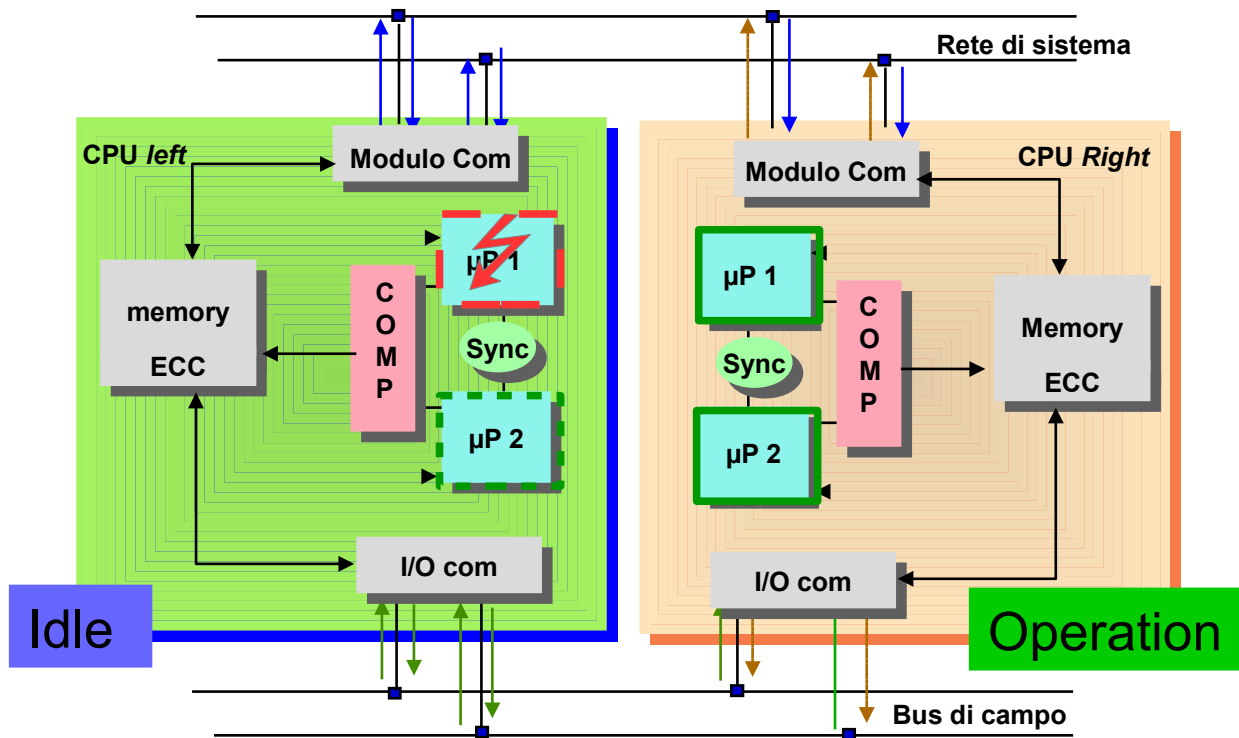 Rete di sistema
CPU left
Modulo Com
Modulo Com
CPU Right
µP 1
C
O
M
P
memory
ECC
Sync
µP 2
µP 1
C
O
M
P
Memory
ECC
Sync
µP 2
I/O com
I/O com
Idle
Operation
Bus di campo